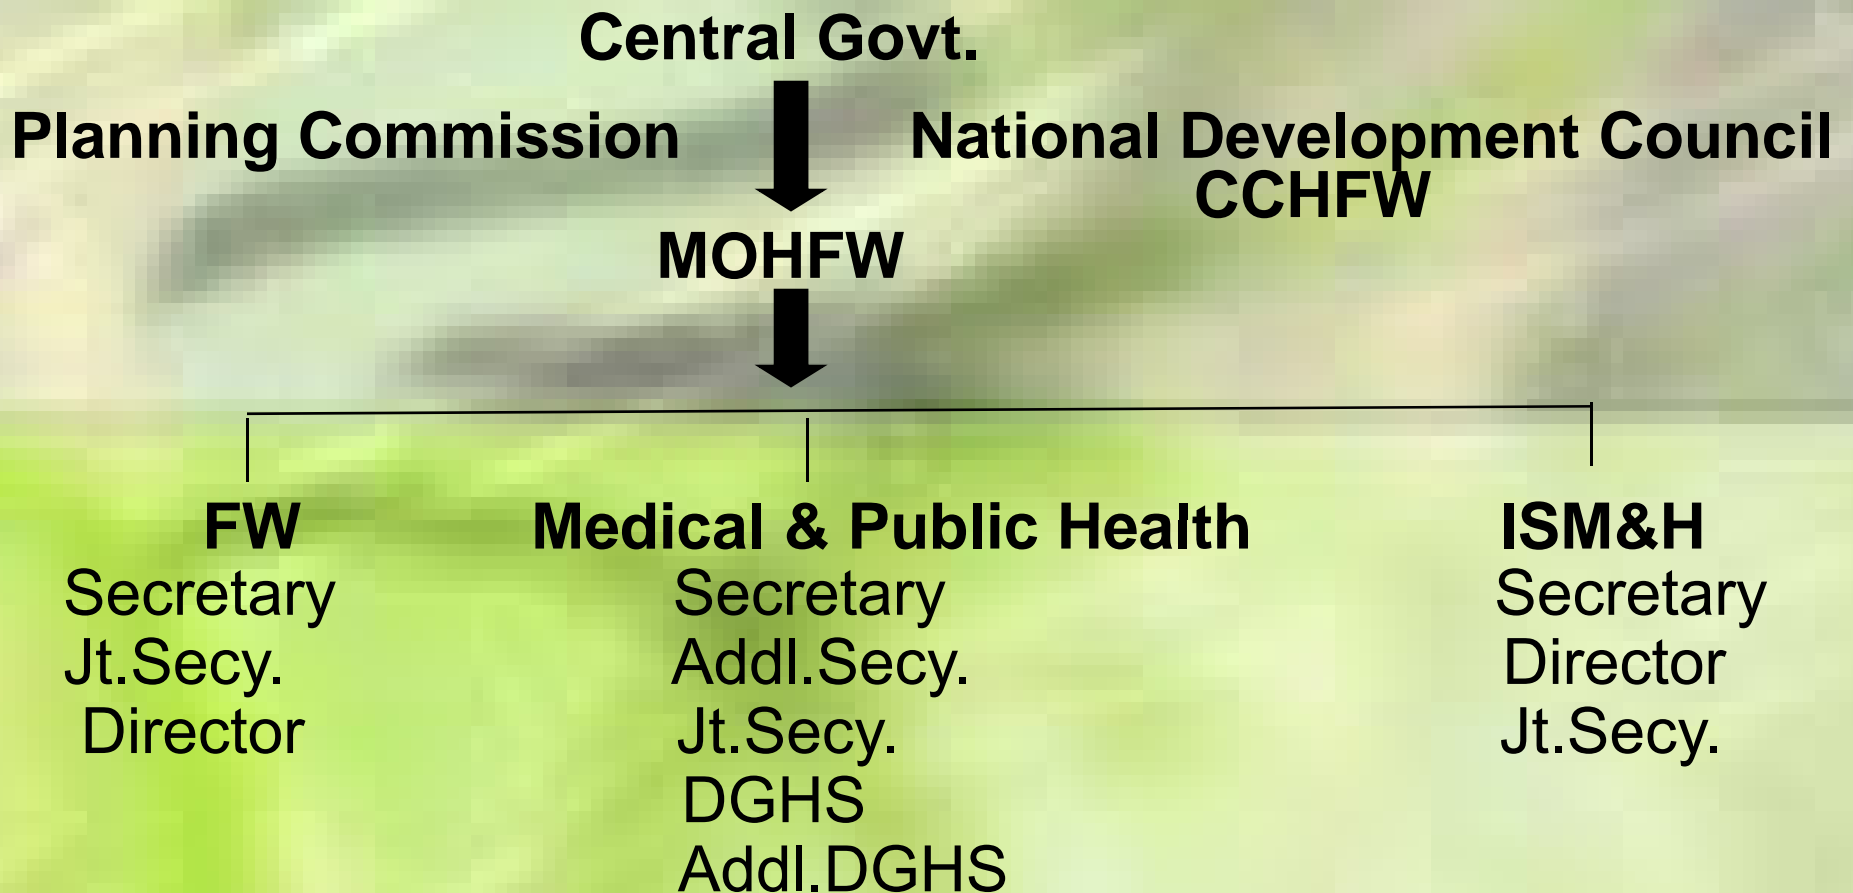 Central Govt.
Planning Commission
National Development Council
CCHFW
MOHFW
FW
Medical & Public Health
ISM&H
Secretary
Jt.Secy.
Director
Secretary
Addl.Secy.
Jt.Secy.
DGHS
Addl.DGHS
Secretary
Director
Jt.Secy.